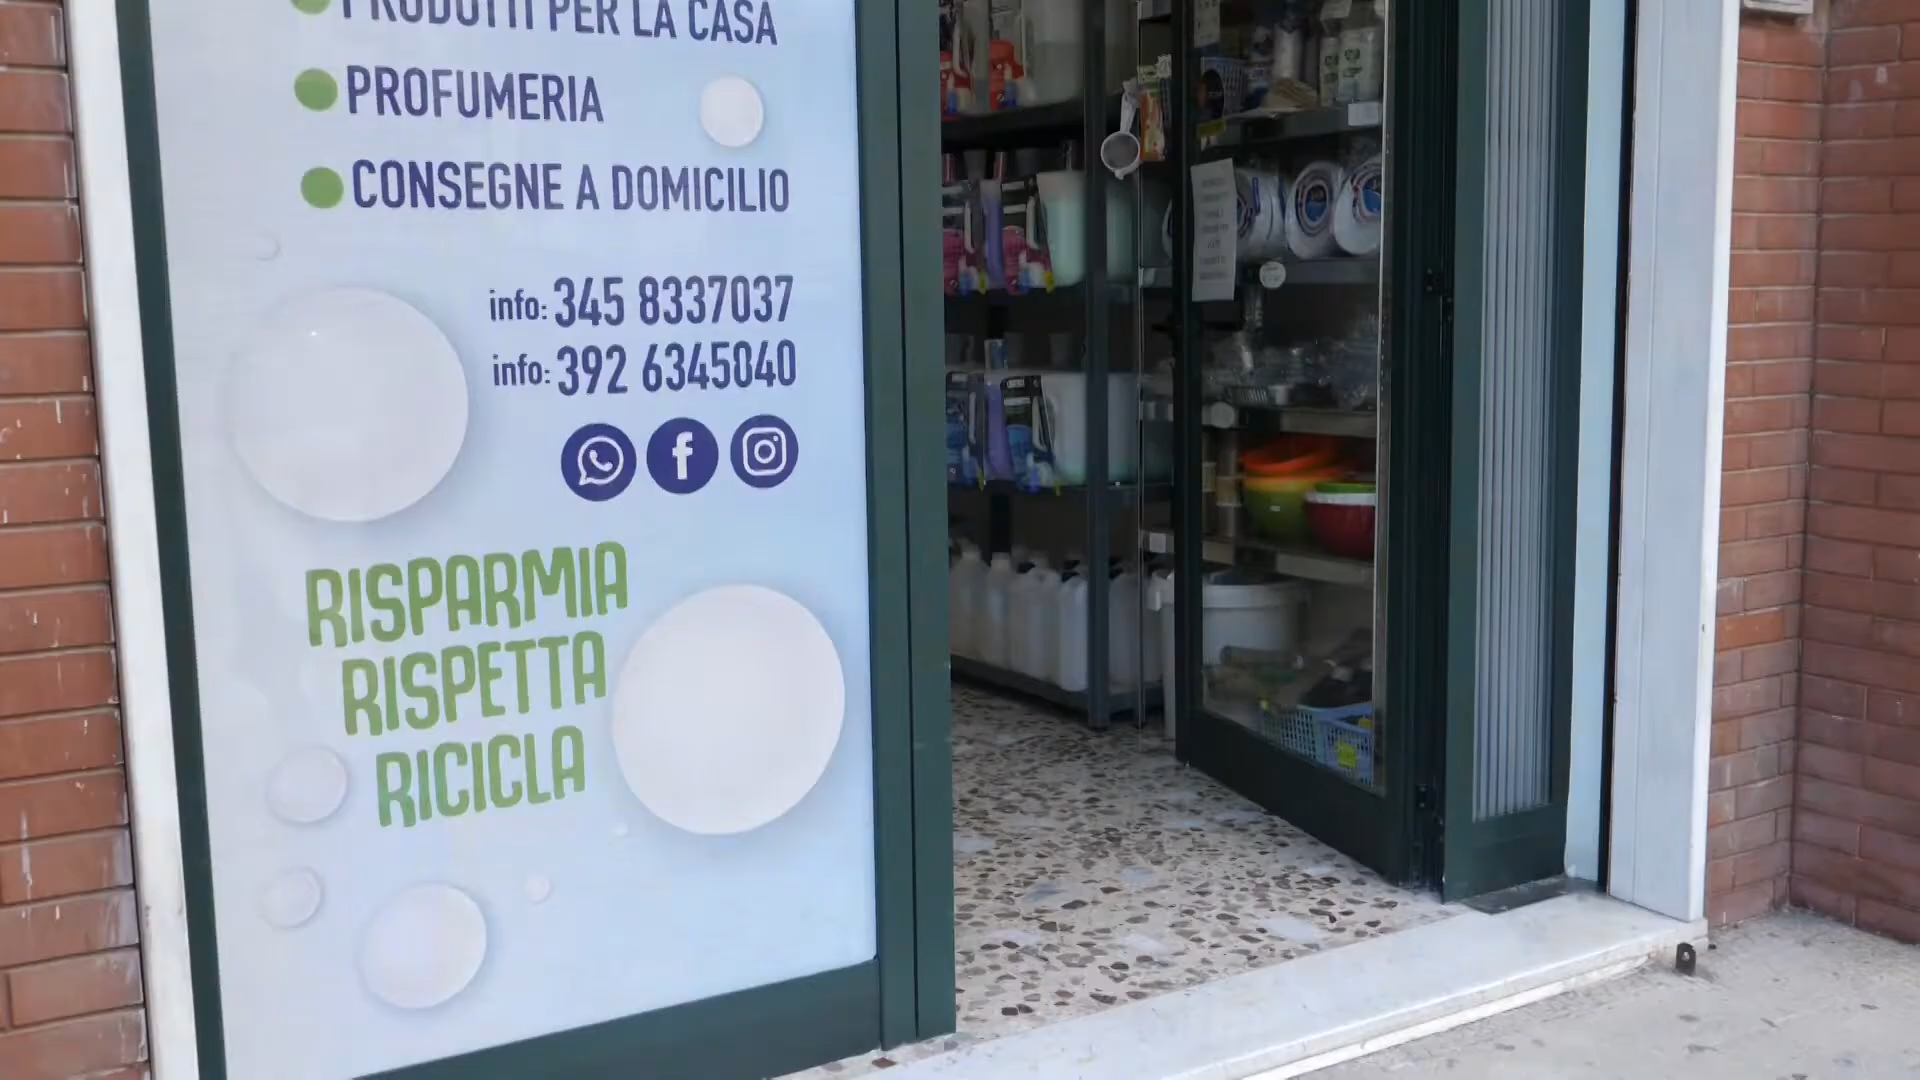 PRODOTTI PER LA CASA
PROFUMERIA
CONSEGNE A DOMICILIO
info: 345 8337037
info: 392 6345040
RISPARMIA
RISPETTA
RICICLA